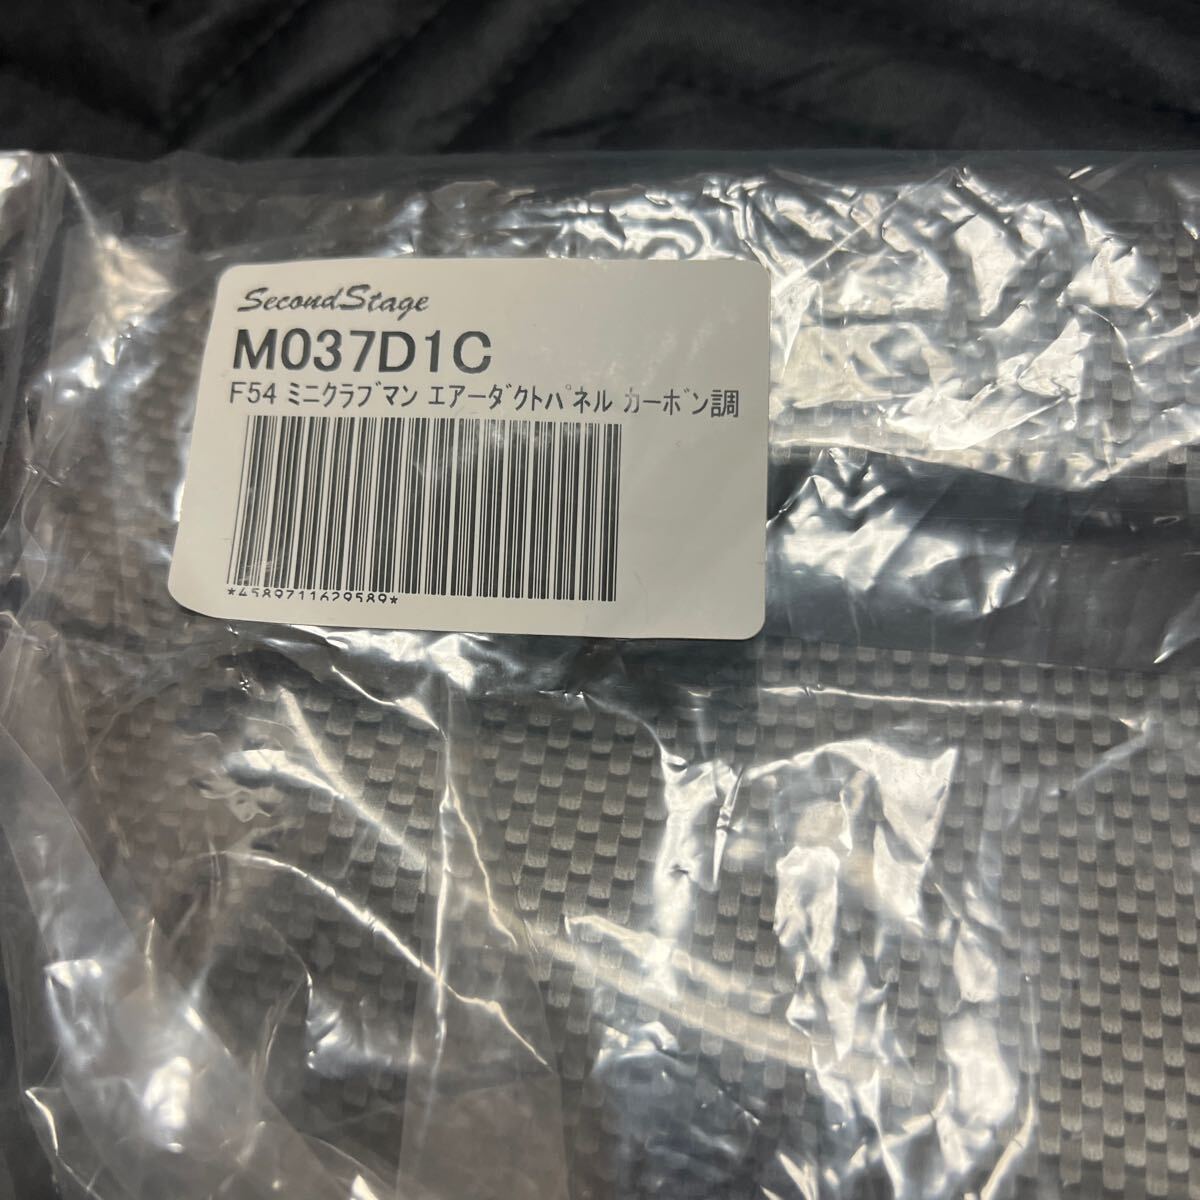 SecondStage
M037D1C
F54 ﾐﾆｸﾗﾌﾞﾏﾝ ｴｱｰﾀﾞｸﾄﾊﾟﾈﾙ ｶｰﾎﾞﾝ調
*4589711629589*